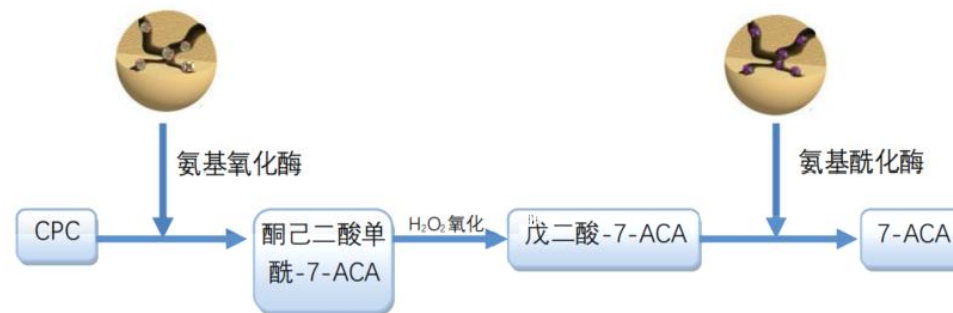 氨基氧化酶
氨基酰化酶
CPC
酮己二酸单
酰-7-ACA
H₂O₂氧化
戊二酸-7-ACA
7-ACA